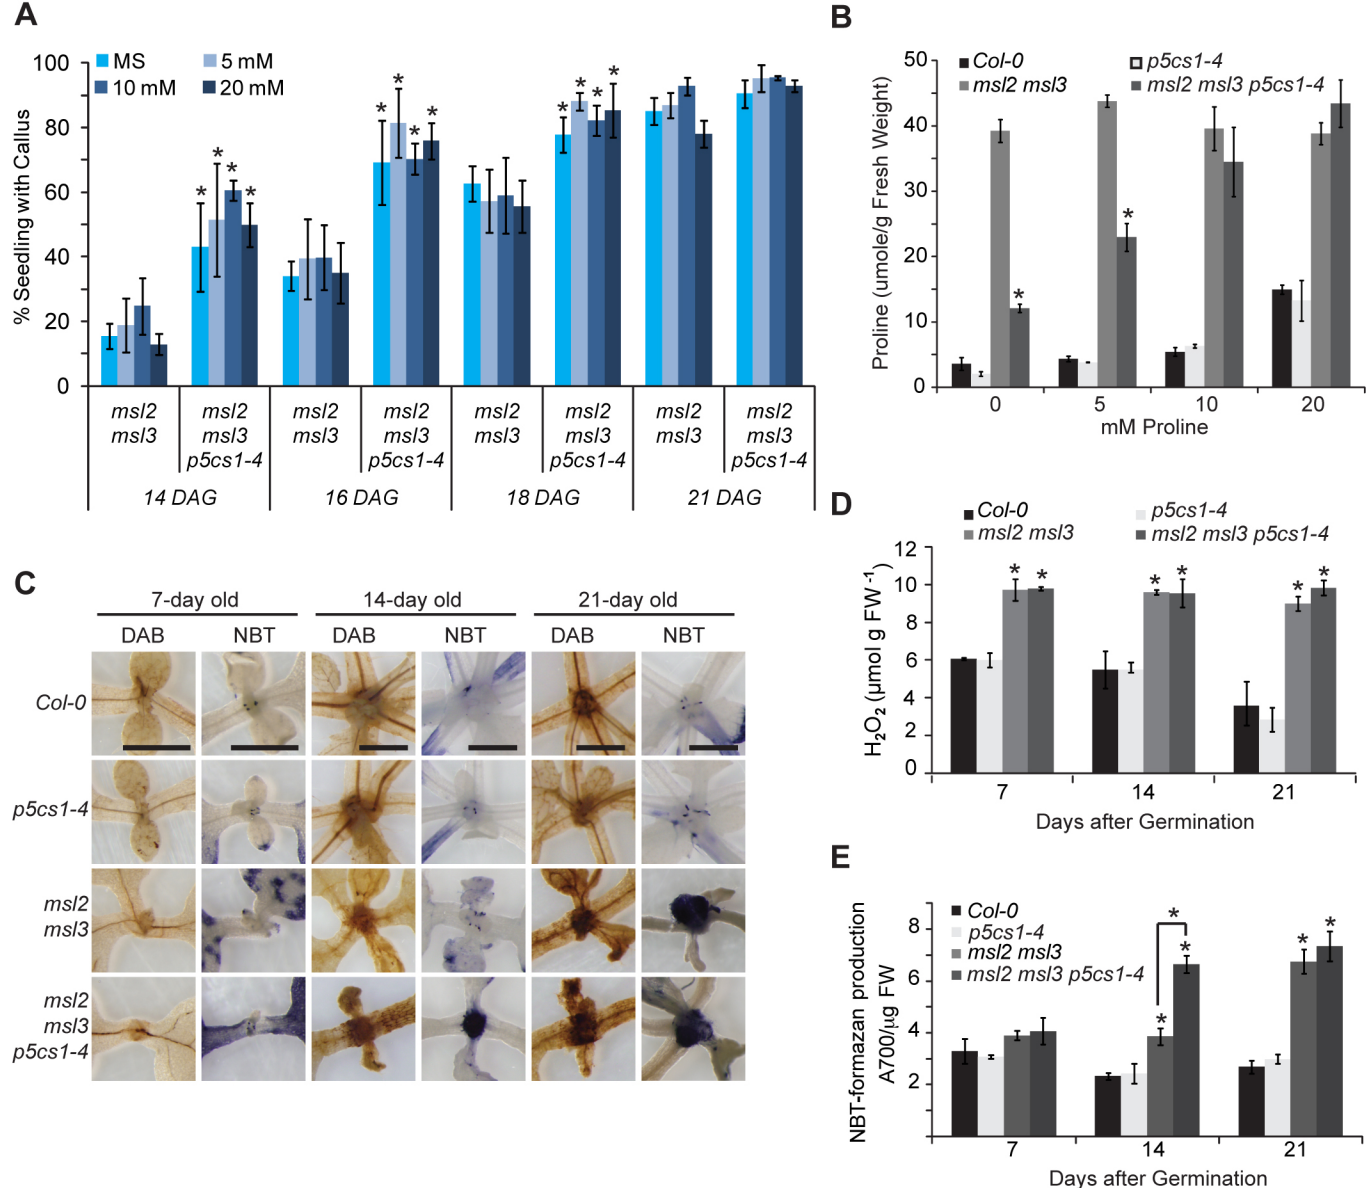 A
MS
5 mM
10 mM
20 mM
% Seedling with Callus
100
80
60
40
20
0
* * * *
* * * *
* * * *
msl2
msl3
msl2
msl3
p5cs1-4
msl2
msl3
msl2
msl3
p5cs1-4
msl2
msl3
msl2
msl3
p5cs1-4
msl2
msl3
msl2
msl3
p5cs1-4
14 DAG
16 DAG
18 DAG
21 DAG
B
Col-0
p5cs1-4
msl2 msl3
msl2 msl3 p5cs1-4
Proline (umole/g Fresh Weight)
50
40
30
20
10
0
*
*
0 5 10 20
mM Proline
C
7-day old 14-day old 21-day old
DAB NBT DAB NBT DAB NBT
Col-0
p5cs1-4
msl2
msl3
msl2
msl3
p5cs1-4
D
Col-0
p5cs1-4
msl2 msl3
msl2 msl3 p5cs1-4
H2O2 (µmol g FW-1)
12
10
8
6
4
2
0
* * * * * *
7 14 21
Days after Germination
E
Col-0
p5cs1-4
msl2 msl3
msl2 msl3 p5cs1-4
NBT-formazan production
A700/µg FW
8
6
4
2
*
* * * *
7 14 21
Days after Germination